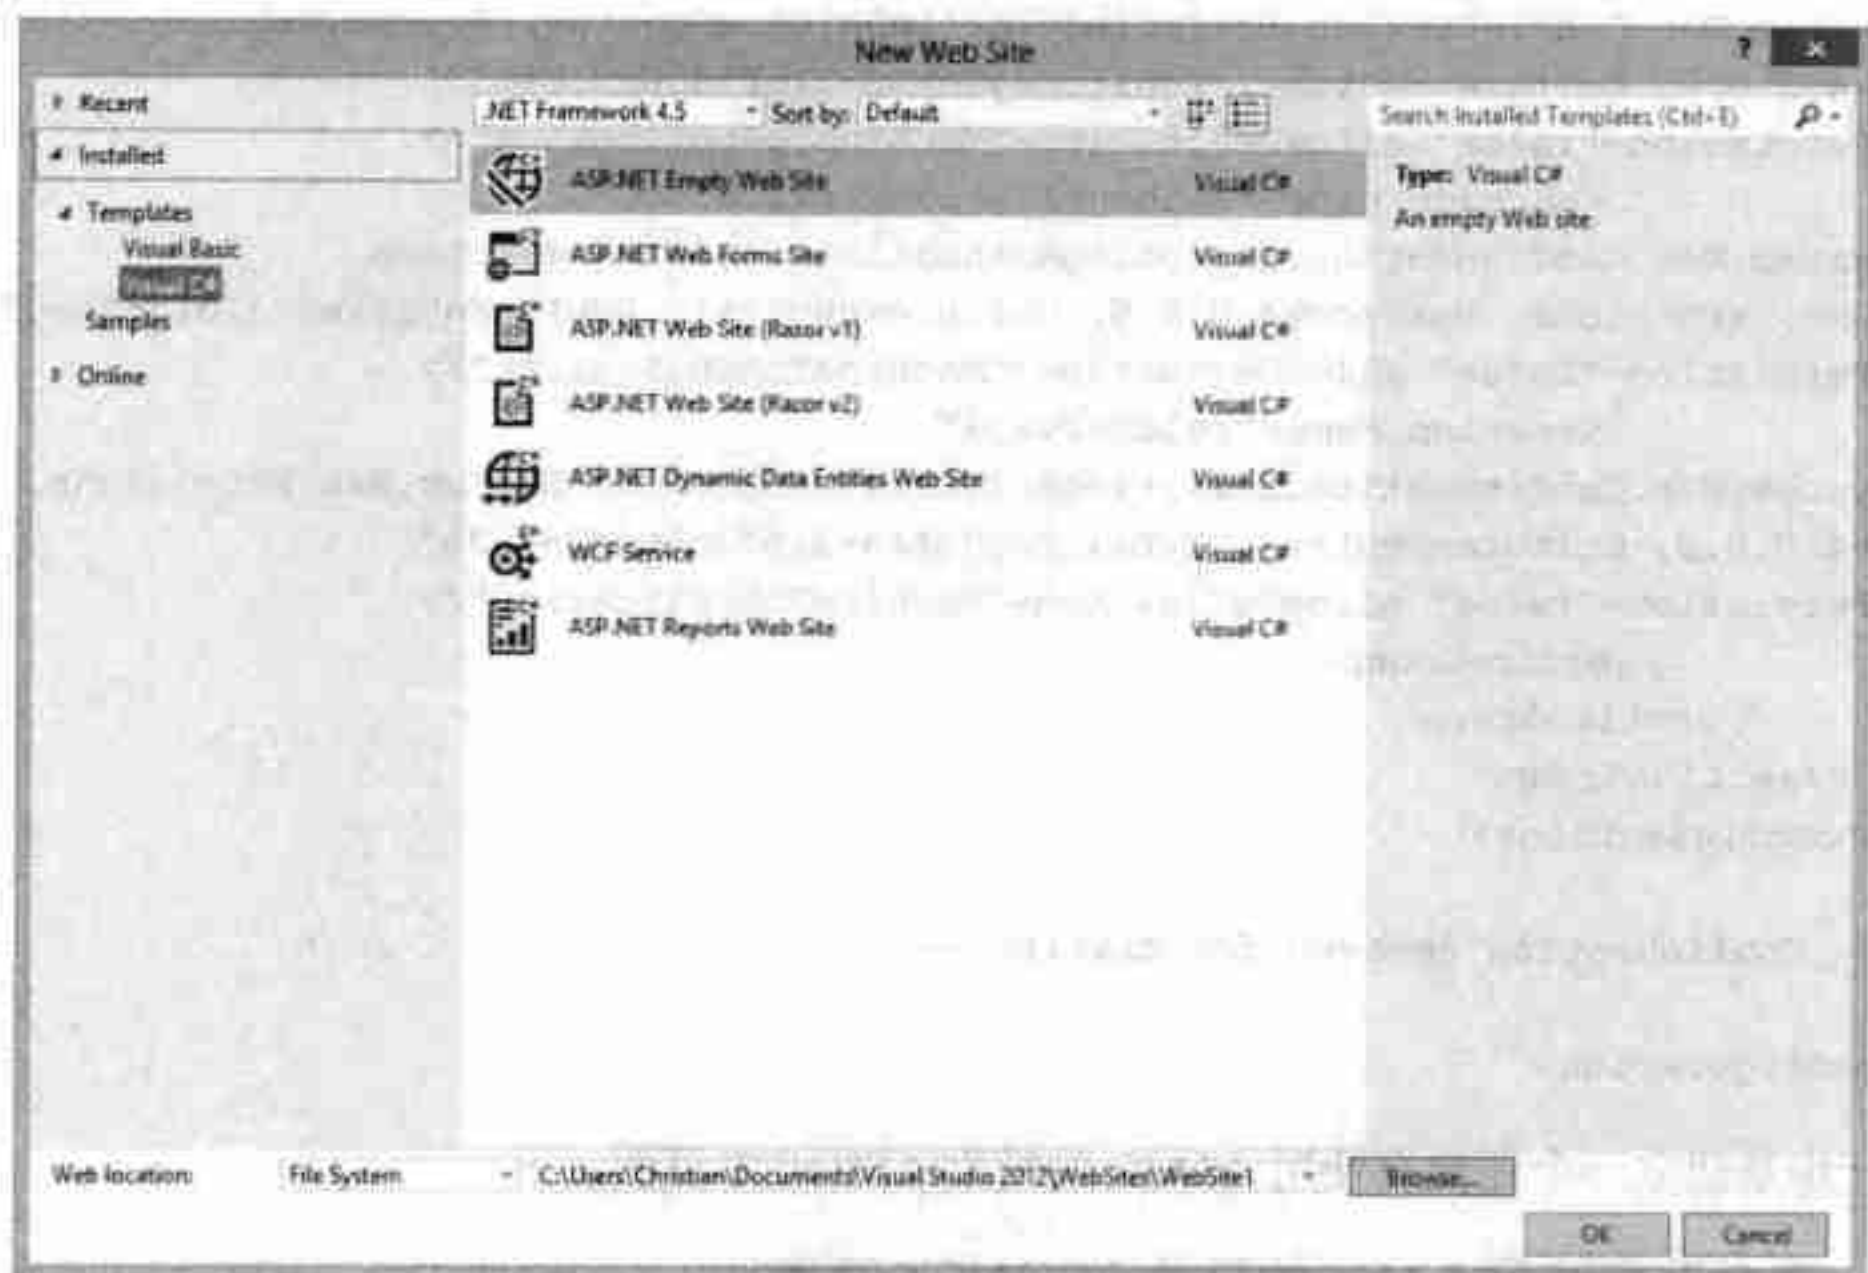 New Web Site
?
Recent
Installed
Templates
Visual Basic
Visual C#
Samples
Online
.NET Framework 4.5 Sort by: Default
Search Installed Templates (Ctrl+E)
ASP.NET Empty Web Site Visual C#
ASP.NET Web Forms Site Visual C#
ASP.NET Web Site (Razor v1) Visual C#
ASP.NET Web Site (Razor v2) Visual C#
ASP.NET Dynamic Data Entities Web Site Visual C#
WCF Service Visual C#
ASP.NET Reports Web Site Visual C#
Type: Visual C#
An empty Web site
Web location: File System C:\Users\Christian\Documents\Visual Studio 2012\WebSites\WebSite1 Browse...
OK Cancel